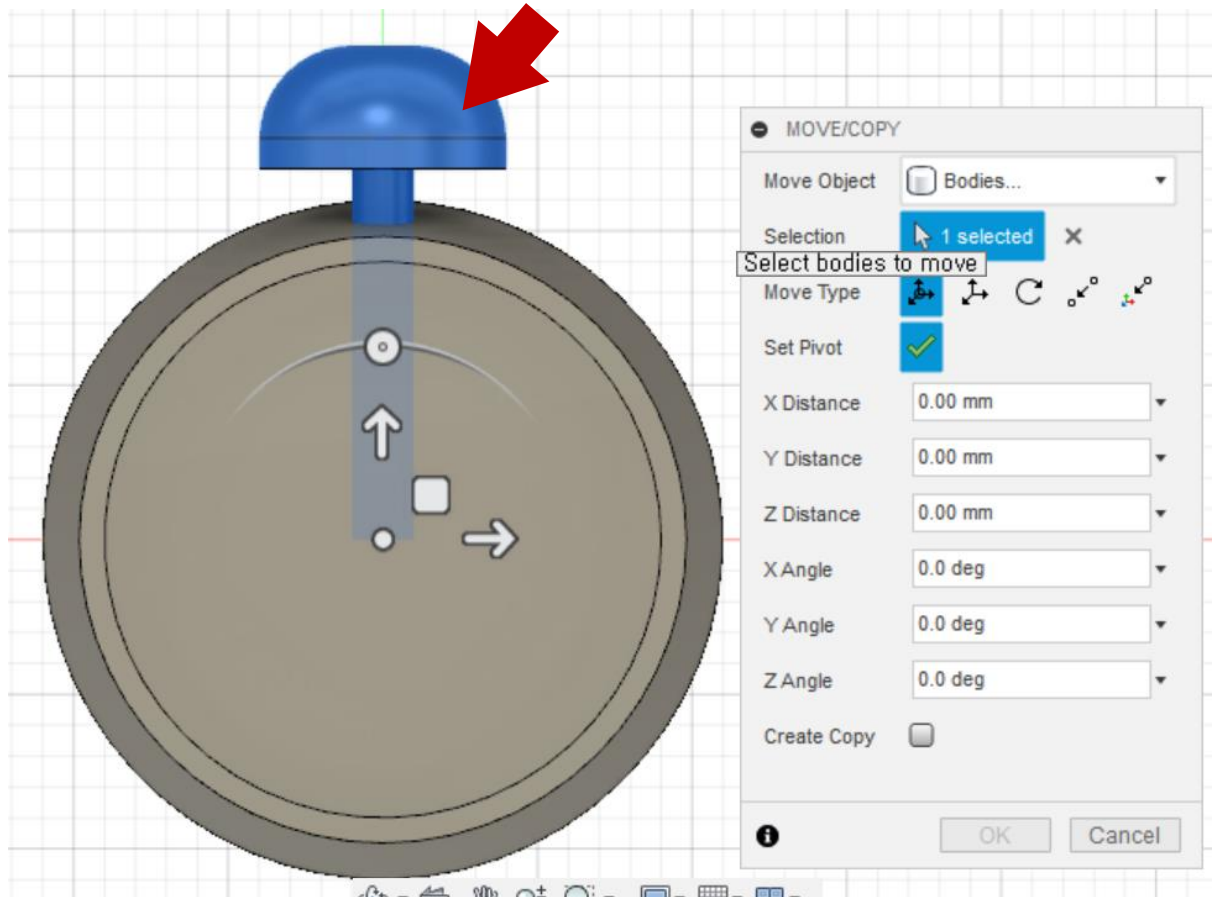 MOVE/COPY
Move Object Bodies...
Selection 1 selected
Select bodies to move
Move Type
Set Pivot
X Distance 0.00 mm
Y Distance 0.00 mm
Z Distance 0.00 mm
X Angle 0.0 deg
Y Angle 0.0 deg
Z Angle 0.0 deg
Create Copy
OK Cancel